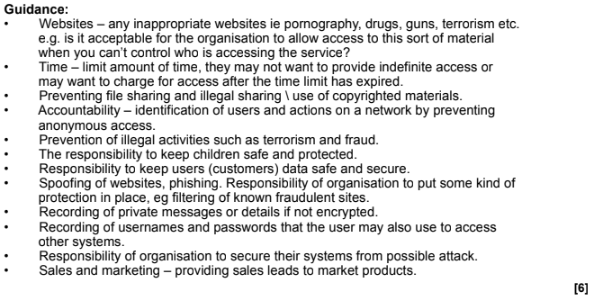 Guidance:
• Websites – any inappropriate websites ie pornography, drugs, guns, terrorism etc.
e.g. is it acceptable for the organisation to allow access to this sort of material
when you can't control who is accessing the service?
• Time – limit amount of time, they may not want to provide indefinite access or
may want to charge for access after the time limit has expired.
• Preventing file sharing and illegal sharing \ use of copyrighted materials.
• Accountability – identification of users and actions on a network by preventing
anonymous access.
• Prevention of illegal activities such as terrorism and fraud.
• The responsibility to keep children safe and protected.
• Responsibility to keep users (customers) data safe and secure.
• Spoofing of websites, phishing. Responsibility of organisation to put some kind of
protection in place, eg filtering of known fraudulent sites.
• Recording of private messages or details if not encrypted.
• Recording of usernames and passwords that the user may also use to access
other systems.
• Responsibility of organisation to secure their systems from possible attack.
• Sales and marketing – providing sales leads to market products.
[6]